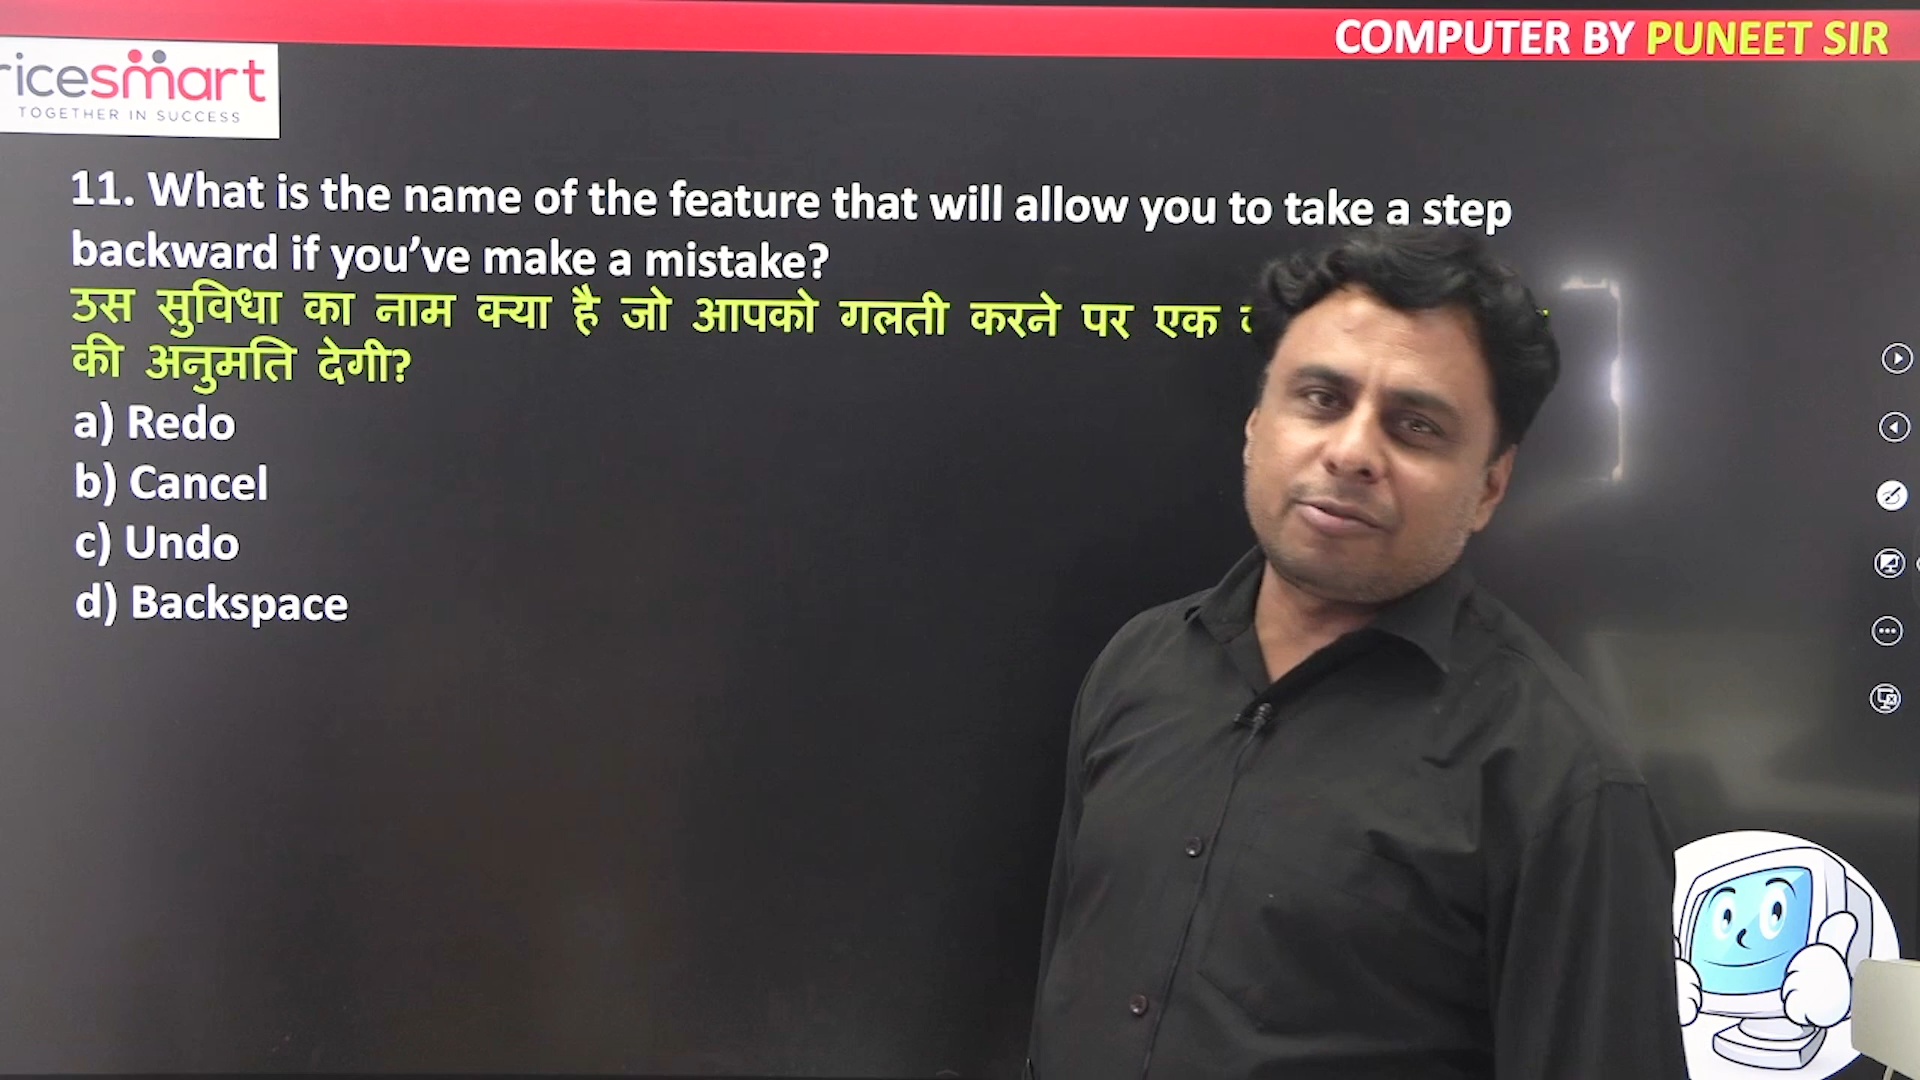 COMPUTER BY PUNEET SIR
ricesmart
TOGETHER IN SUCCESS
11. What is the name of the feature that will allow you to take a step
backward if you’ve make a mistake?
उस सुविधा का नाम क्या है जो आपको गलती करने पर एक
की अनुमति देगी?
a) Redo
b) Cancel
c) Undo
d) Backspace